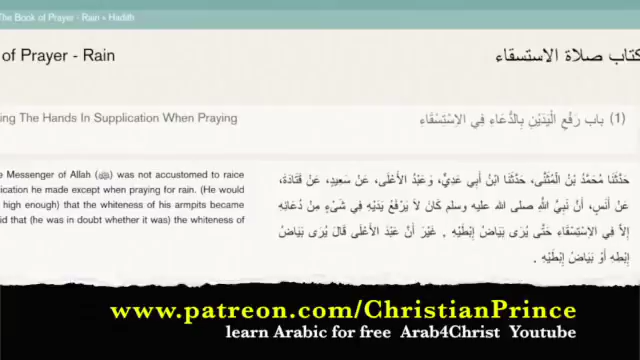 The Book of Prayer - Rain » Hadith
of Prayer - Rain
كتاب صلاة الاستسقاء
ing The Hands In Supplication When Praying
(1) باب رَفْعِ الْيَدَيْنِ بِالدُّعَاءِ فِي الاِسْتِسْقَاءِ
e Messenger of Allah (ﷺ) was not accustomed to raice
lication he made except when praying for rain. (He would
high enough) that the whiteness of his armpits became
id that (he was in doubt whether it was) the whiteness of
حَدَّثَنَا مُحَمَّدُ بْنُ الْمُثَنَّى، حَدَّثَنَا ابْنُ أَبِي عَدِيٍّ، وَعَبْدُ الأَعْلَى، عَنْ سَعِيدٍ، عَنْ قَتَادَةَ،
عَنْ أَنَسٍ، أَنَّ نَبِيَّ اللَّهِ صلى الله عليه وسلم كَانَ لاَ يَرْفَعُ يَدَيْهِ فِي شَىْءٍ مِنْ دُعَائِهِ
إِلاَّ فِي الاِسْتِسْقَاءِ حَتَّى يُرَى بَيَاضُ إِبْطَيْهِ . غَيْرَ أَنَّ عَبْدَ الأَعْلَى قَالَ يُرَى بَيَاضُ
إِبْطِهِ أَوْ بَيَاضُ إِبْطَيْهِ .
www.patreon.com/ChristianPrince
learn Arabic for free Arab4Christ Youtube